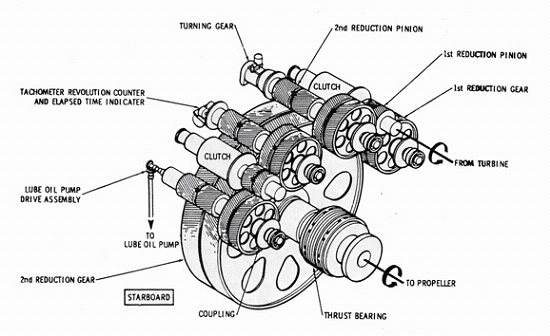 TURNING GEAR
2nd REDUCTION PINION
1st REDUCTION PINION
1st REDUCTION GEAR
CLUTCH
TACHOMETER REVOLUTION COUNTER
AND ELAPSED TIME INDICATER
FROM TURBINE
CLUTCH
LUBE OIL PUMP
DRIVE ASSEMBLY
TO
LUBE OIL PUMP
2nd REDUCTION GEAR
TO PROPELLER
STARBOARD
COUPLING
THRUST BEARING